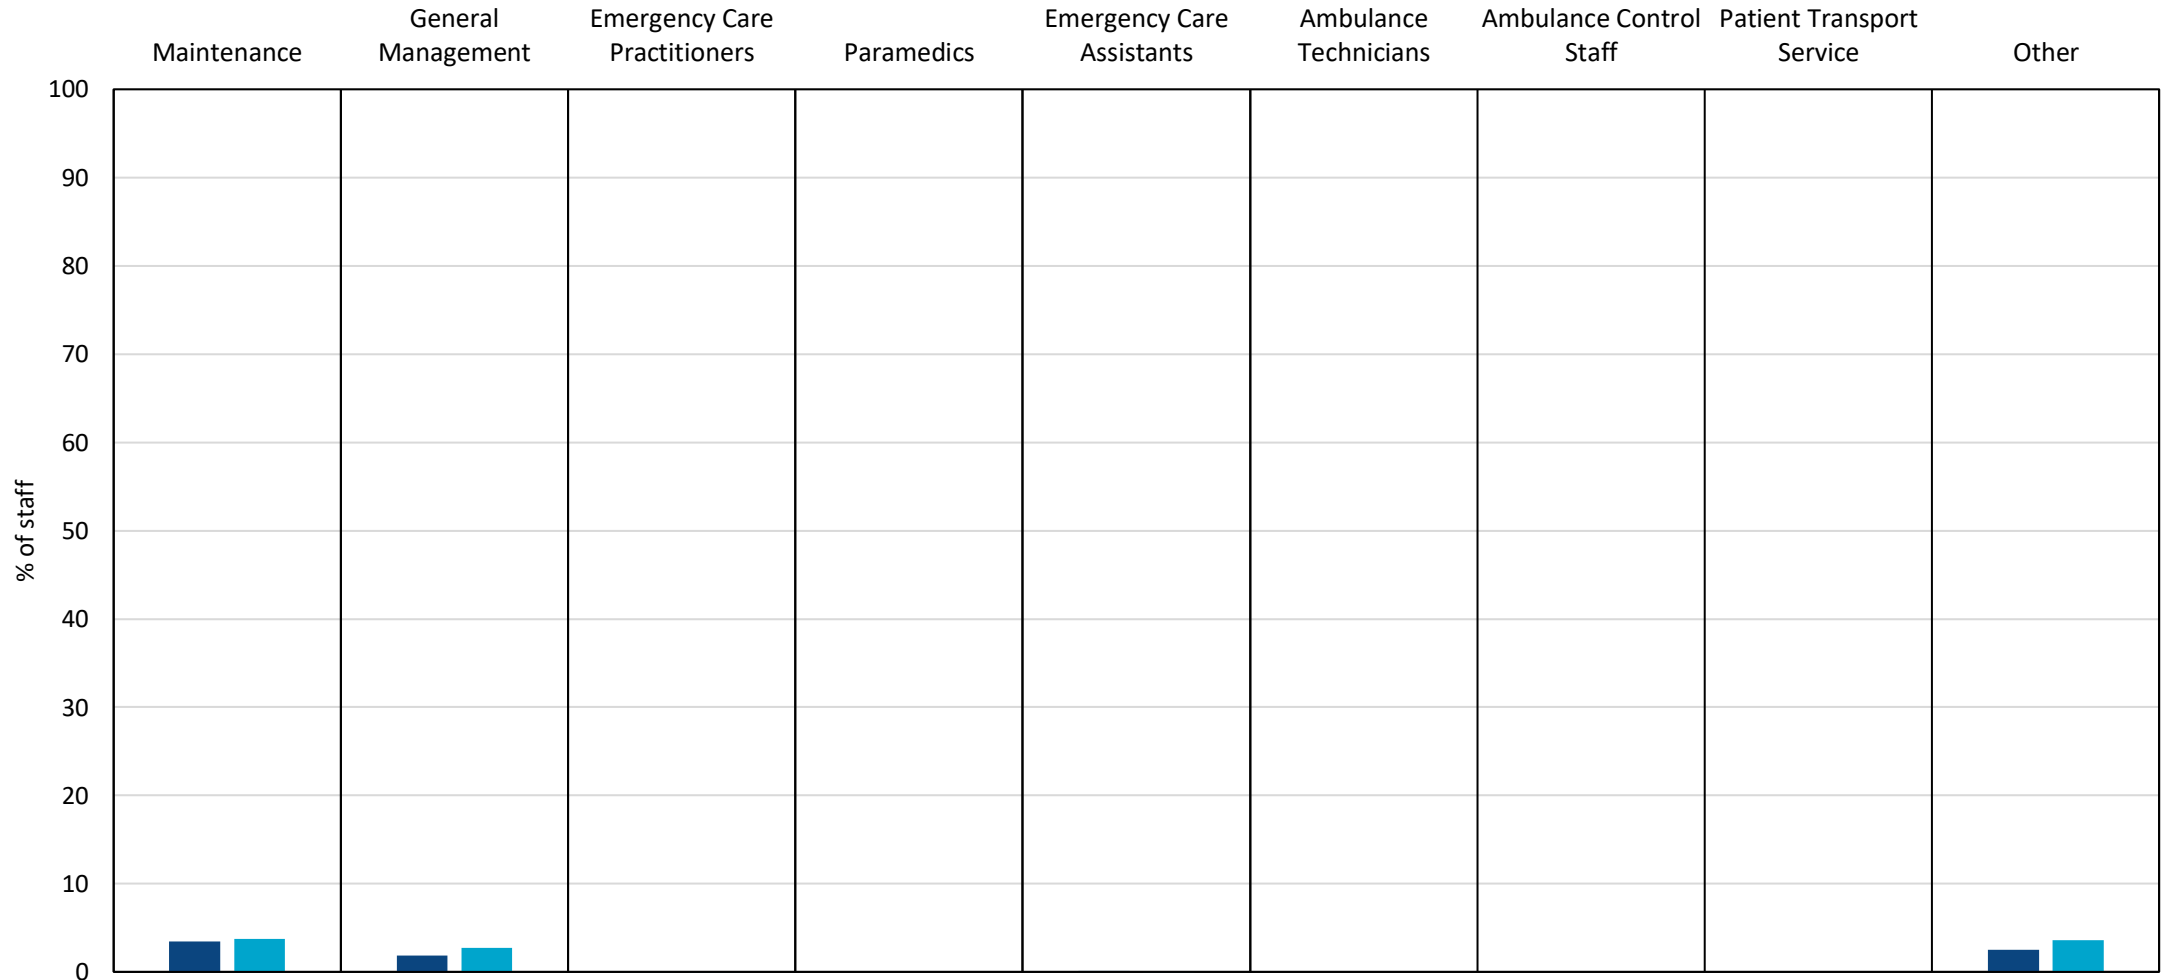 Maintenance
General
Management
Emergency Care
Practitioners
Paramedics
Emergency Care
Assistants
Ambulance
Technicians
Ambulance Control
Staff
Patient Transport
Service
Other
100
90
80
70
60
50
40
30
20
10
0
% of staff